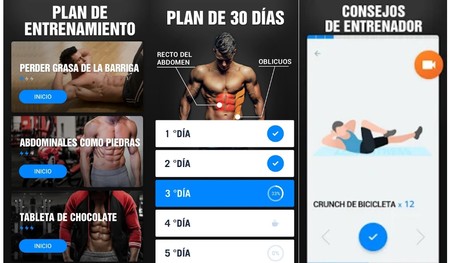 PLAN DE
ENTRENAMIENTO
PERDER GRASA DE LA BARRIGA
INICIO
ABDOMINALES COMO PIEDRAS
INICIO
TABLETA DE CHOCOLATE
INICIO
PLAN DE 30 DÍAS
RECTO DEL
ABDOMEN
OBLICUOS
1 °DÍA
2 °DÍA
3 °DÍA
4 °DÍA
5 °DÍA
CONSEJOS
DE ENTRENADOR
CRUNCH DE BICICLETA x 12